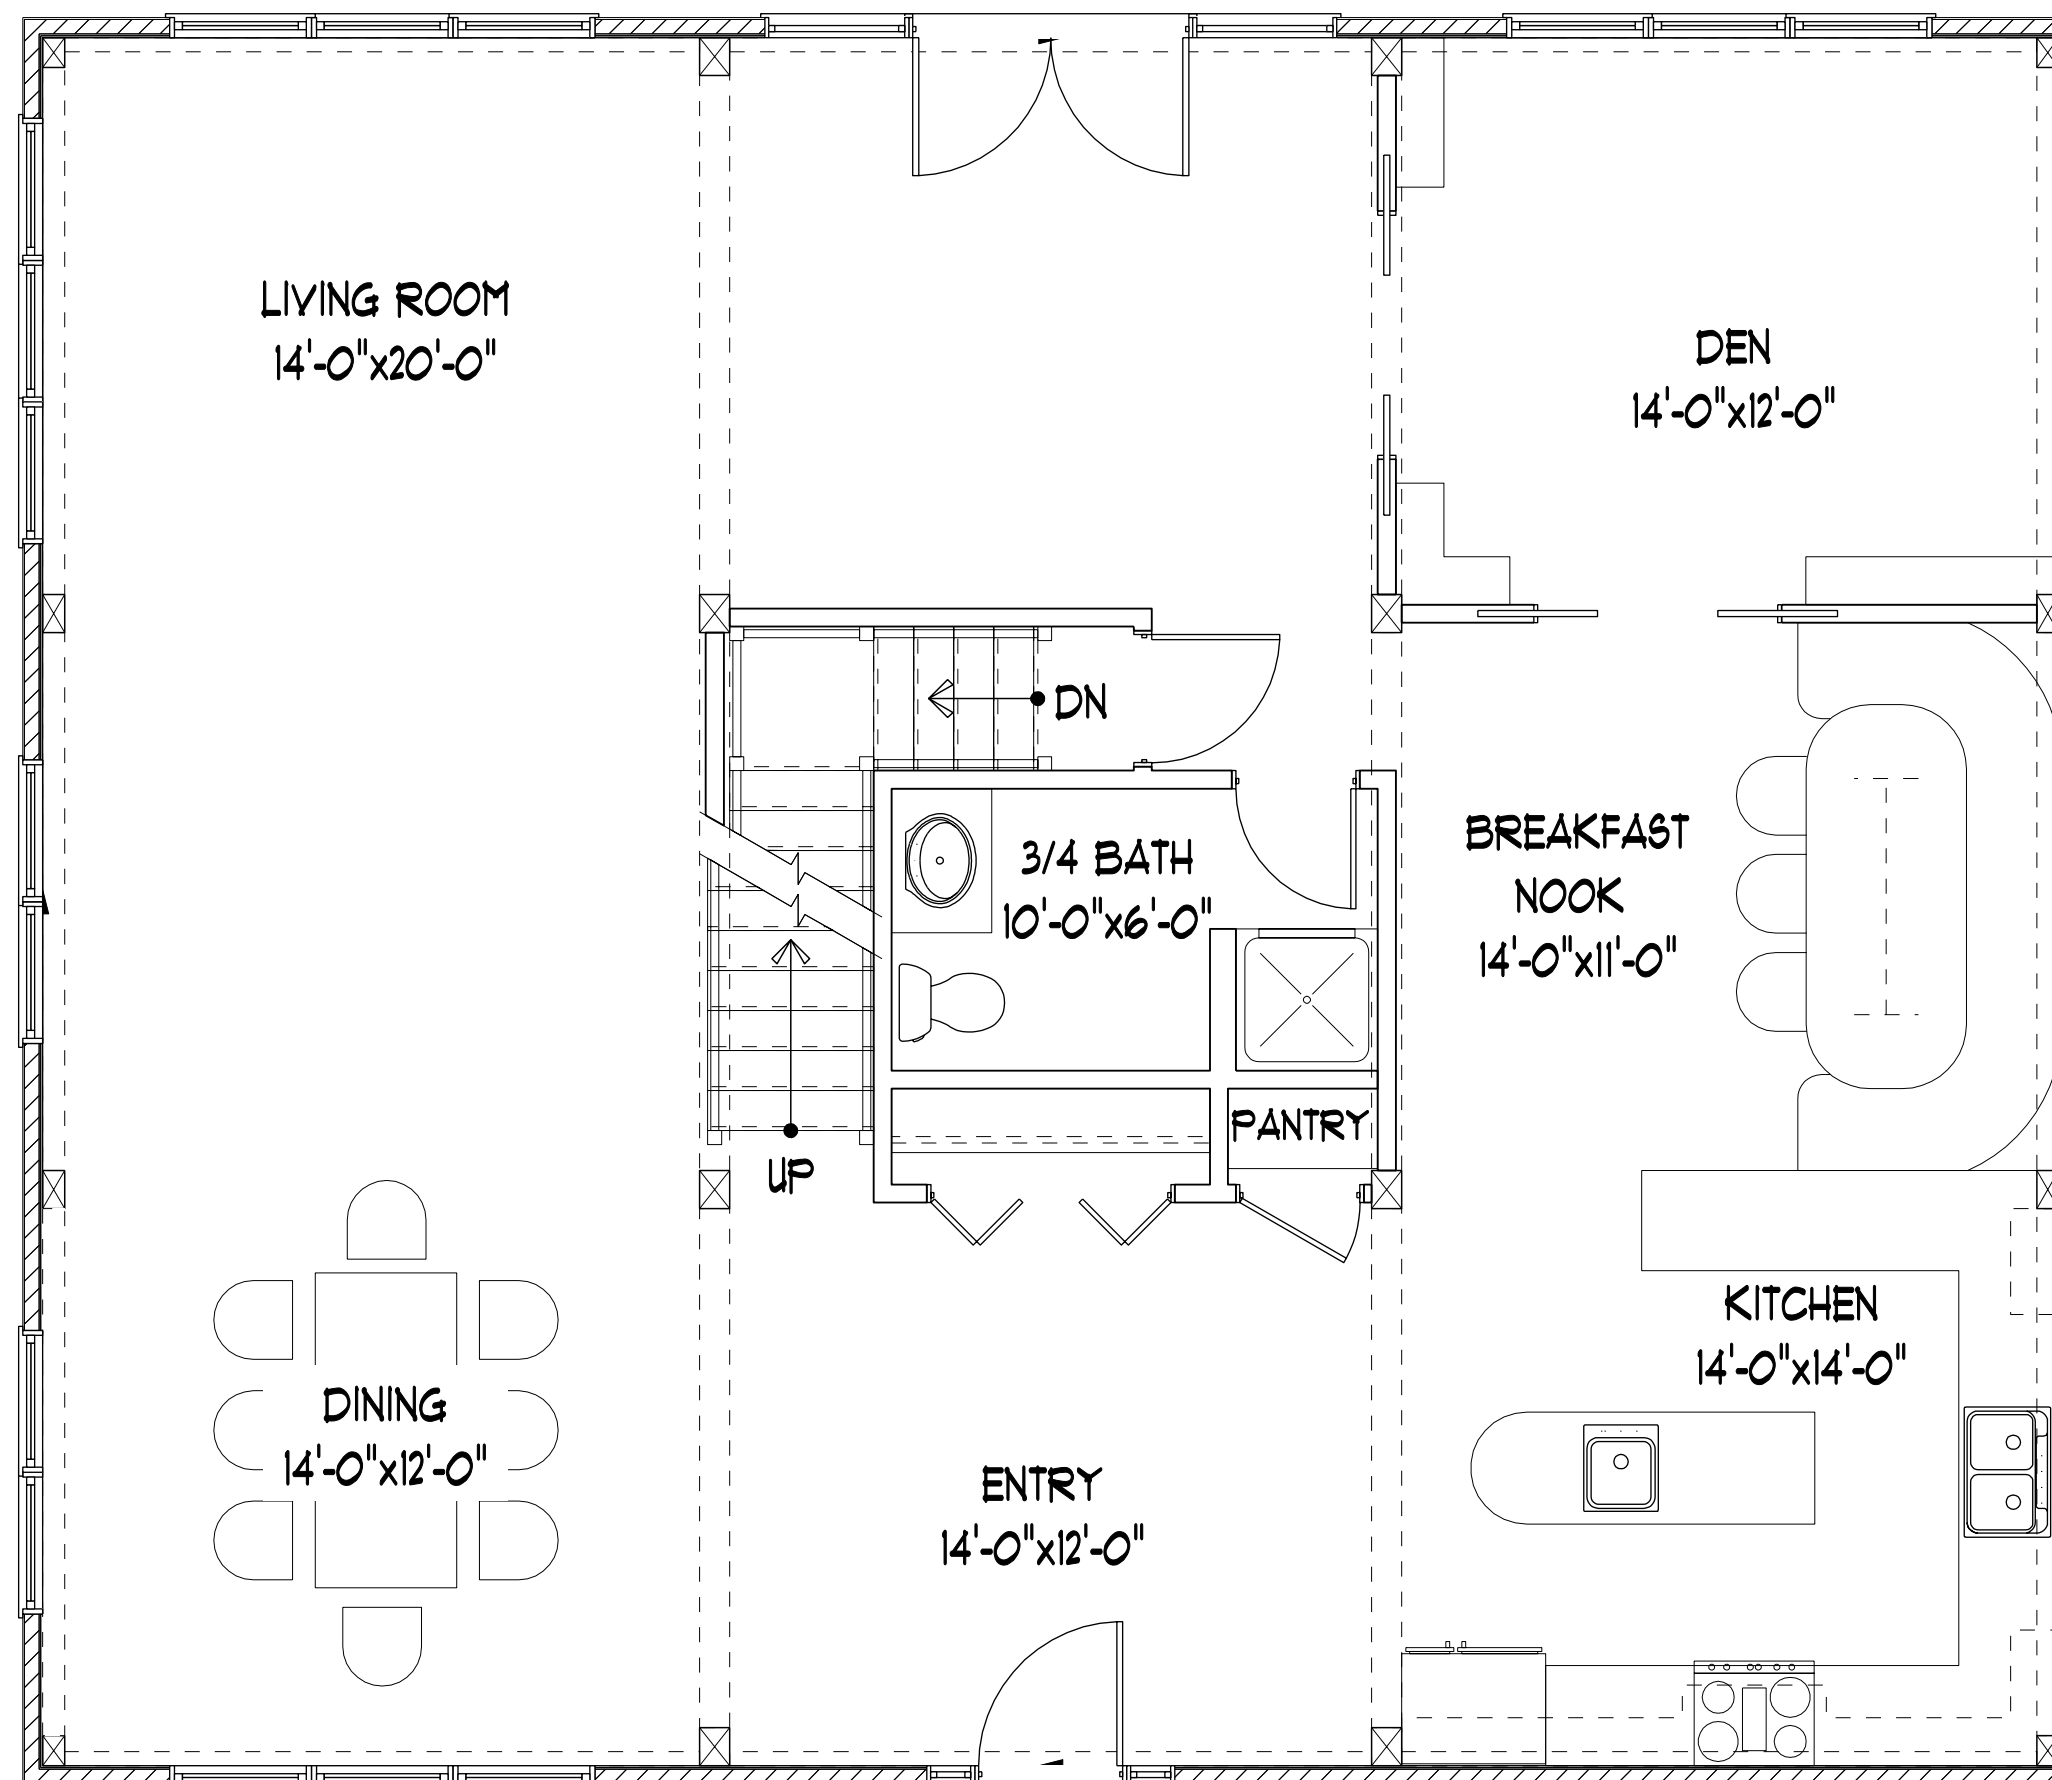 LIVING ROOM
14'-0"x20'-0"
DEN
14'-0"x12'-0"
DN
3/4 BATH
10'-0"x6'-0"
BREAKFAST
NOOK
14'-0"x11'-0"
PANTRY
UP
KITCHEN
14'-0"x14'-0"
DINING
14'-0"x12'-0"
ENTRY
14'-0"x12'-0"